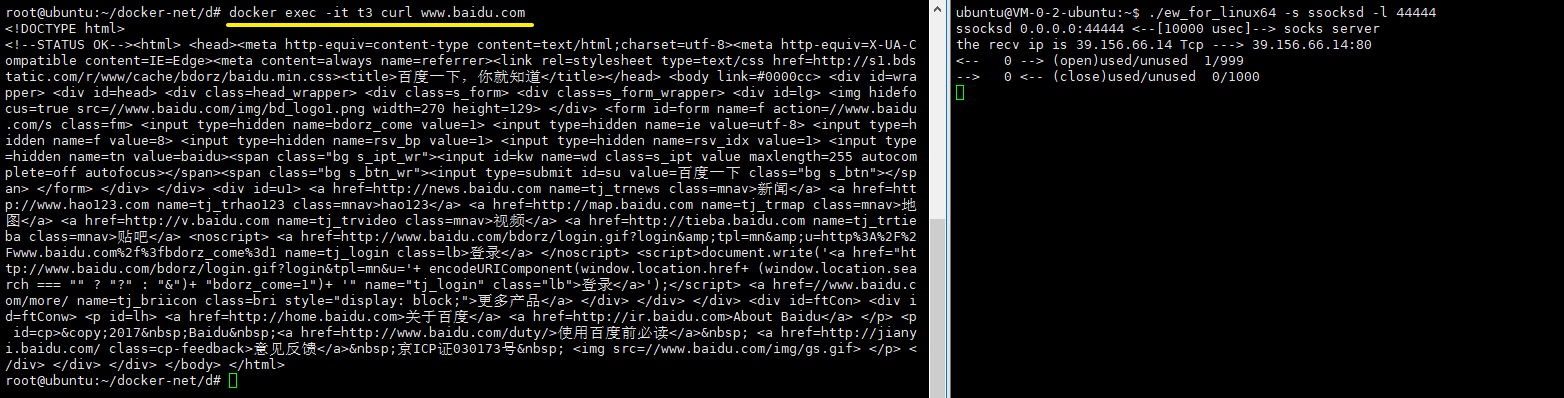 root@ubuntu:~/docker-net/d# docker exec -it t3 curl www.baidu.com
<!DOCTYPE html>
<!--STATUS OK--><html> <head><meta http-equiv=content-type content=text/html;charset=utf-8><meta http-equiv=X-UA-C
ompatible content=IE=Edge><meta content=always name=referrer><link rel=stylesheet type=text/css href=http://s1.bds
tatic.com/r/www/cache/bdorz/baidu.min.css><title>百度一下，你就知道</title></head> <body link=#0000cc> <div id=wra
pper> <div id=head> <div class=head_wrapper> <div class=s_form> <div class=s_form_wrapper> <div id=lg> <img hidefo
cus=true src=//www.baidu.com/img/bd_logo1.png width=270 height=129> </div> <form id=form name=f action=//www.baidu
.com/s class=fm> <input type=hidden name=bdorz_come value=1> <input type=hidden name=ie value=utf-8> <input type=h
idden name=f value=8> <input type=hidden name=rsv_bp value=1> <input type=hidden name=rsv_idx value=1> <input type
=hidden name=tn value=baidu><span class="bg s_ipt_wr"><input id=kw name=wd class=s_ipt value maxlength=255 autocom
plete=off autofocus></span><span class="bg s_btn_wr"><input type=submit id=su value=百度一下 class="bg s_btn"></sp
an> </form> </div> </div> <div id=u1> <a href=http://news.baidu.com name=tj_trnews class=mnav>新闻</a> <a href=htt
p://www.hao123.com name=tj_trhao123 class=mnav>hao123</a> <a href=http://map.baidu.com name=tj_trmap class=mnav>地
图</a> <a href=http://v.baidu.com name=tj_trvideo class=mnav>视频</a> <a href=http://tieba.baidu.com name=tj_trtie
ba class=mnav>贴吧</a> <noscript> <a href=http://www.baidu.com/bdorz/login.gif?login&amp;tpl=mn&amp;u=http%3A%2F%2
Fwww.baidu.com%2f%3fbdorz_come%3d1 name=tj_login class=lb>登录</a> </noscript> <script>document.write('<a href="ht
tp://www.baidu.com/bdorz/login.gif?login&tpl=mn&u='+ encodeURIComponent(window.location.href+ (window.location.sea
rch === "" ? "?" : "&")+ "bdorz_come=1")+ '" name="tj_login" class="lb">登录</a>');</script> <a href=//www.baidu.c
om/more/ name=tj_briicon class=bri style="display: block;">更多产品</a> </div> </div> </div> <div id=ftCon> <div i
d=ftConw> <p id=lh> <a href=http://home.baidu.com>关于百度</a> <a href=http://ir.baidu.com>About Baidu</a> </p> <p
 id=cp>&copy;2017&nbsp;Baidu&nbsp;<a href=http://www.baidu.com/duty/>使用百度前必读</a>&nbsp; <a href=http://jiany
i.baidu.com/ class=cp-feedback>意见反馈</a>&nbsp;京ICP证030173号&nbsp; <img src=//www.baidu.com/img/gs.gif> </p> <
/div> </div> </div> </body> </html>
root@ubuntu:~/docker-net/d#
ubuntu@VM-0-2-ubuntu:~$ ./ew_for_linux64 -s ssocksd -l 44444
ssocksd 0.0.0.0:44444 <--[10000 usec]--> socks server
the recv ip is 39.156.66.14 Tcp ---> 39.156.66.14:80
<--   0 --> (open)used/unused  1/999
-->   0 <-- (close)used/unused  0/1000